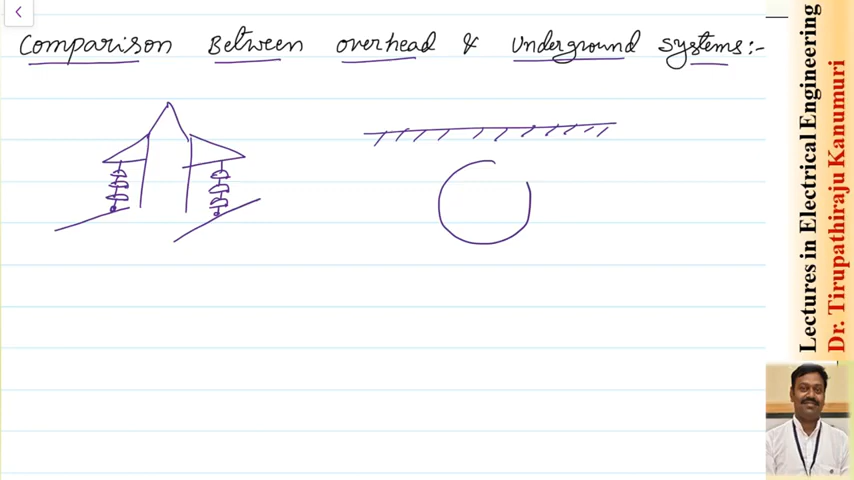 Comparison Between overhead & Underground systems:-
Lectures in Electrical Engineering
Dr. Tirupathiraju Kanumuri